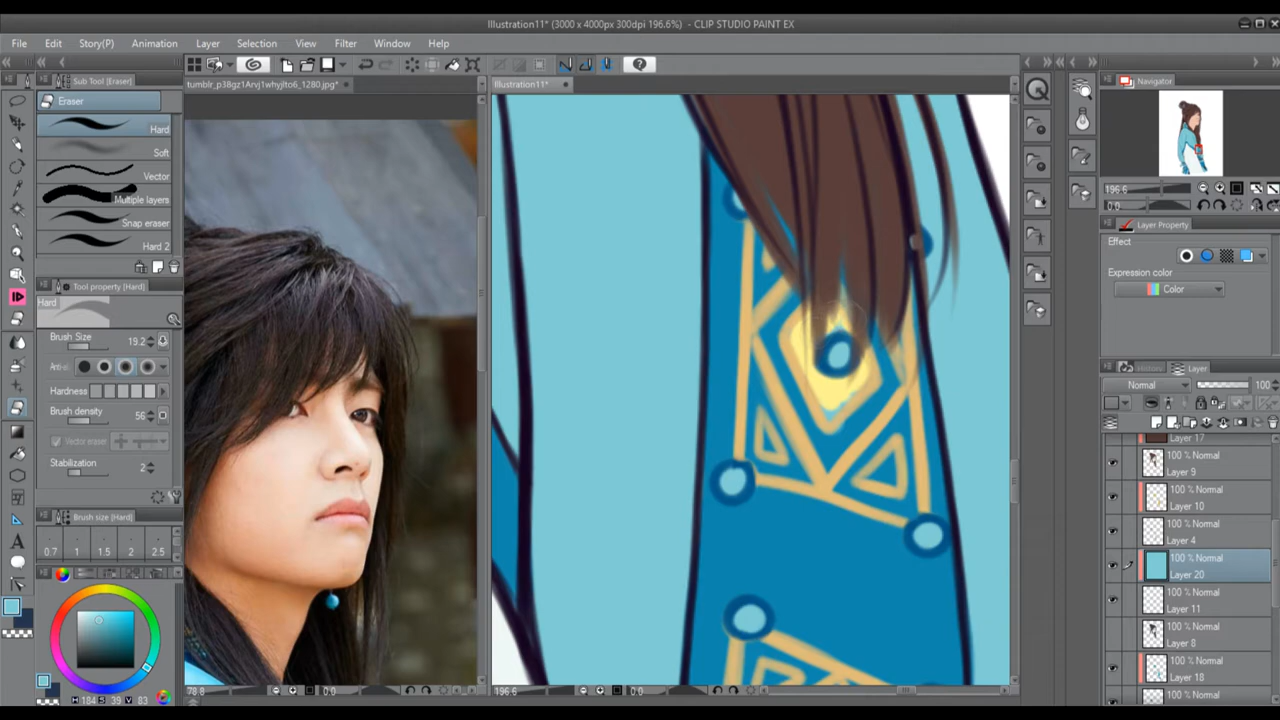 Illustration11* (3000 x 4000px 300dpi 196.6%) - CLIP STUDIO PAINT EX
File Edit Story(P) Animation Layer Selection View Filter Window Help
Sub Tool [Eraser]
tumblr_p38gz1Arvj1whyjlto6_1280.jpg*
Illustration11*
Navigator
Eraser
Hard
Soft
Vector
Multiple layers
Snap eraser
Hard 2
196.6
0.0
Layer Property
Effect
Expression color
Color
Tool property [Hard]
Hard
Brush Size 19.2
Anti-a
Hardness
Brush density 56
Vector eraser
Stabilization 2
Brush size [Hard]
0.7 1 1.5 2 2.5
History Layer
Normal 100
Layer 17
100 % Normal
Layer 9
100 % Normal
Layer 10
100 % Normal
Layer 4
100 % Normal
Layer 20
100 % Normal
Layer 11
100 % Normal
Layer 8
100 % Normal
Layer 18
100 % Normal
78.8 0.0
196.6 0.0
H 184 S 39 V 83